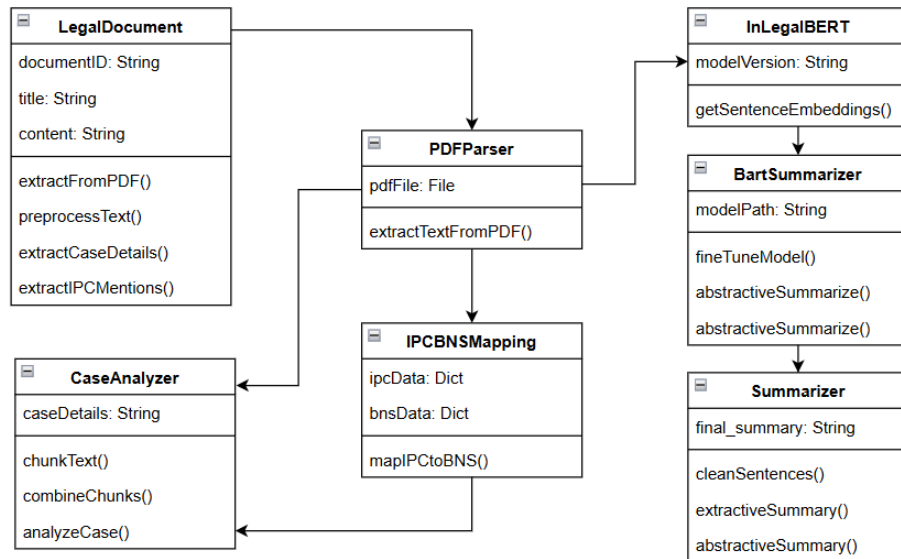 LegalDocument
documentID: String
title: String
content: String
extractFromPDF()
preprocessText()
extractCaseDetails()
extractIPCMentions()
PDFParser
pdfFile: File
extractTextFromPDF()
InLegalBERT
modelVersion: String
getSentenceEmbeddings()
BartSummarizer
modelPath: String
fineTuneModel()
abstractiveSummarize()
abstractiveSummarize()
IPCBNSMapping
ipcData: Dict
bnsData: Dict
mapIPCtoBNS()
CaseAnalyzer
caseDetails: String
chunkText()
combineChunks()
analyzeCase()
Summarizer
final_summary: String
cleanSentences()
extractiveSummary()
abstractiveSummary()